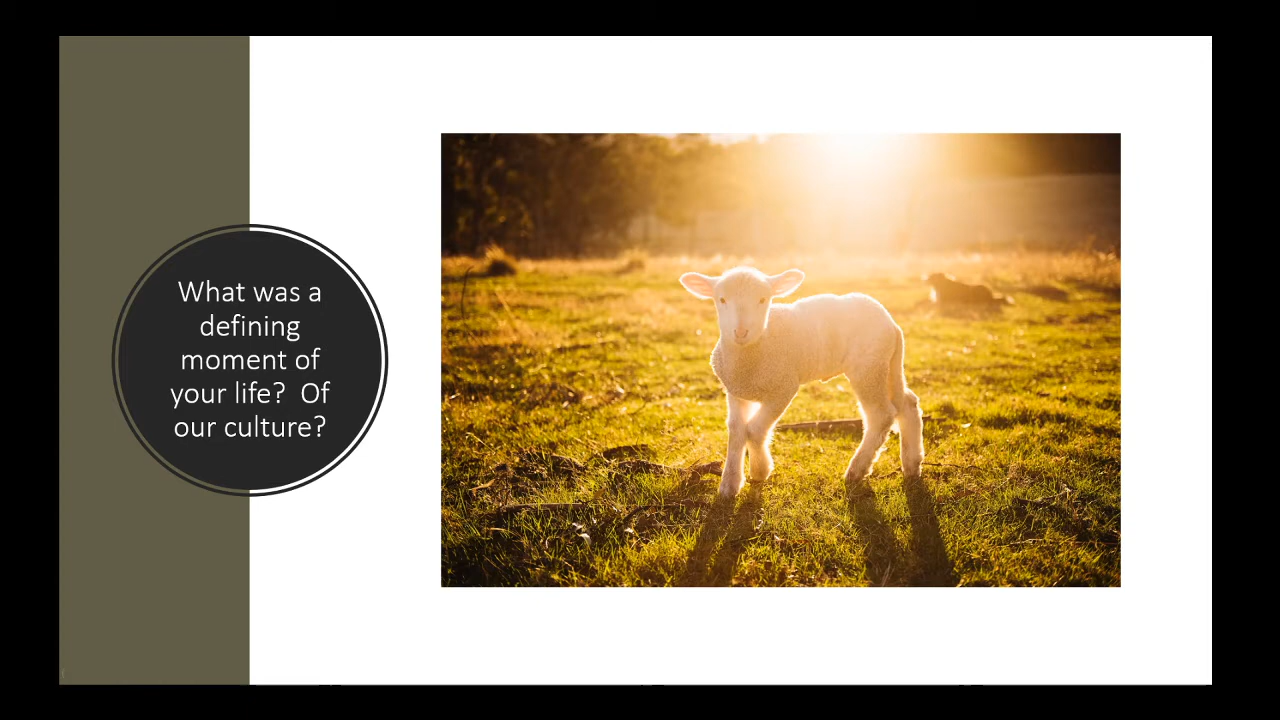 What was a
defining
moment of
your life?  Of
our culture?